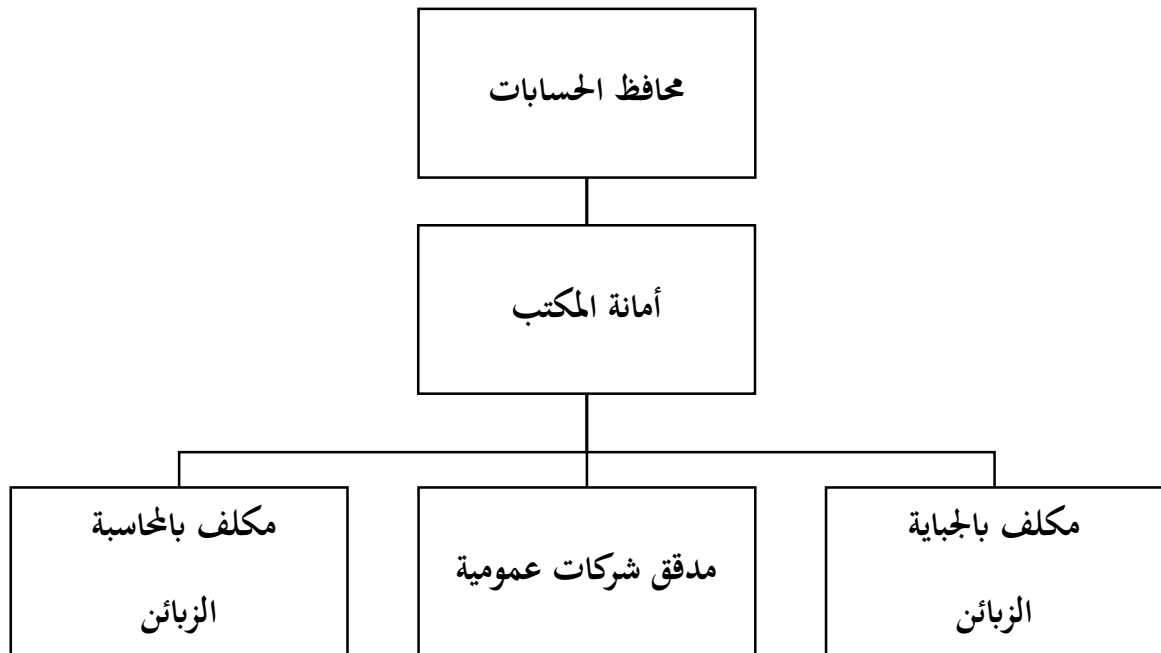 محافظ الحسابات
أمانة المكتب
مكلف بالجباية
الزبائن
مدقق شركات عمومية
مكلف بالمحاسبة
الزبائن